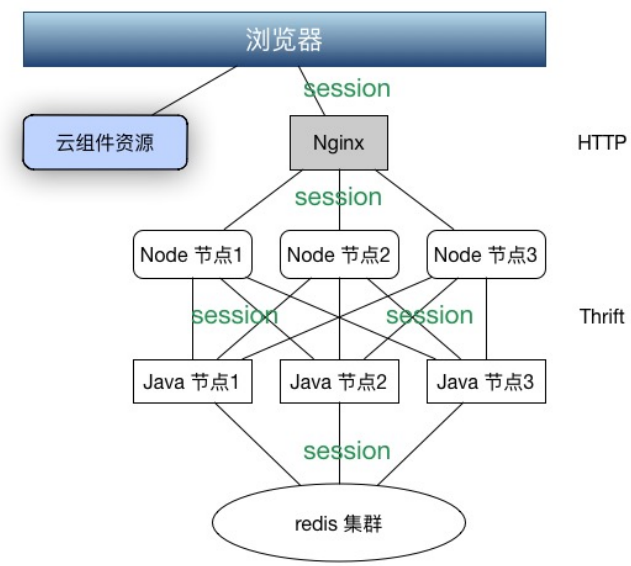 浏览器
session
云组件资源
Nginx
HTTP
session
Node 节点1
Node 节点2
Node 节点3
session
session
Thrift
Java 节点1
Java 节点2
Java 节点3
session
redis 集群